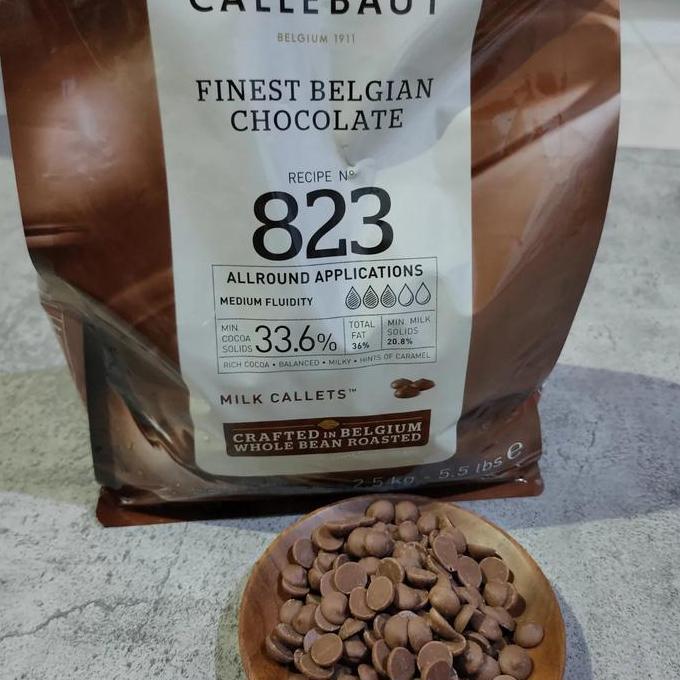 CALLEBAUT
BELGIUM 1911
FINEST BELGIAN
CHOCOLATE
RECIPE N°
823
ALLROUND APPLICATIONS
MEDIUM FLUIDITY
MIN.
COCOA
SOLIDS
33.6%
TOTAL
FAT
36%
MIN. MILK
SOLIDS
20.8%
RICH COCOA • BALANCED • MILKY • HINTS OF CARAMEL
MILK CALLETS™
CRAFTED IN BELGIUM
WHOLE BEAN ROASTED
2.5 kg - 5.5 lbs e